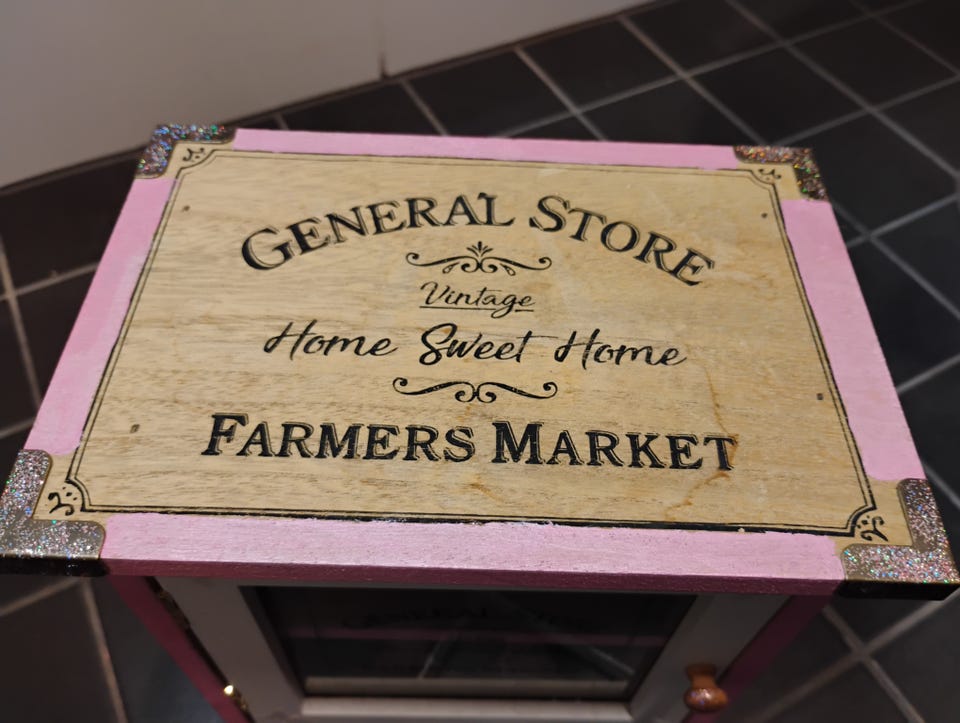 GENERAL STORE
Vintage
Home Sweet Home
FARMERS MARKET